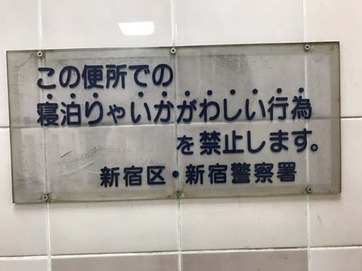 この便所での
寝泊りゃいかがわしい行為
を禁止します。
新宿区・新宿警察署